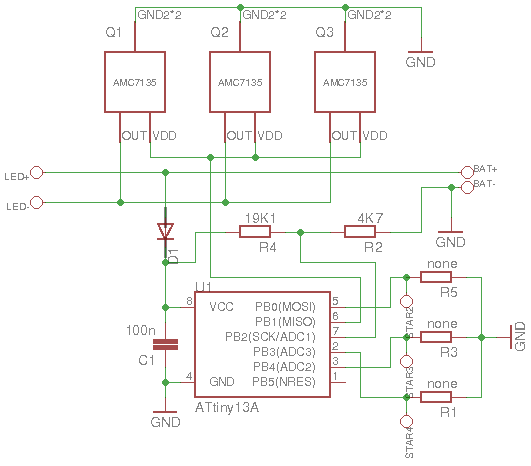 GND2*2 GND2*2 GND2*2
Q1 Q2 Q3
GND
AMC7135 AMC7135 AMC7135
OUT VDD OUT VDD OUT VDD
LED+ BAT+
LED- BAT-
19K1 4K7
R4 R2
GND
D1
none
U1
R5
8 VCC PB0(MOSI) 5
STAR2
PB1(MISO) 6
100n
none
PB2(SCK/ADC1) 7
C1
PB3(ADC3) 2
R3
GND
PB4(ADC2) 3
STAR3
4 GND PB5(NRES) 1
none
ATtiny13A
R1
GND
STAR4